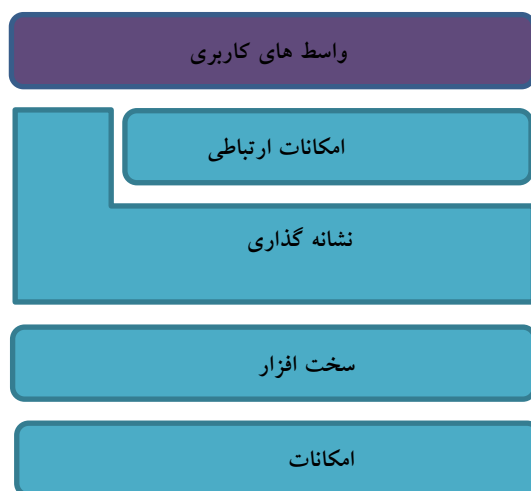 واسط های کاربری
امکانات ارتباطی
نشانه گذاری
سخت افزار
امکانات